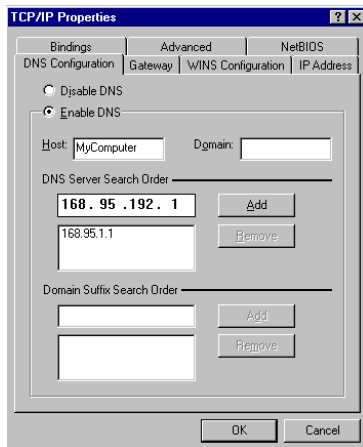 TCP/IP Properties
Bindings Advanced NetBIOS
DNS Configuration Gateway WINS Configuration IP Address
Disable DNS
Enable DNS
Host: MyComputer Domain:
DNS Server Search Order
168. 95 .192. 1 Add
168.95.1.1 Remove
Domain Suffix Search Order
Add
Remove
OK Cancel